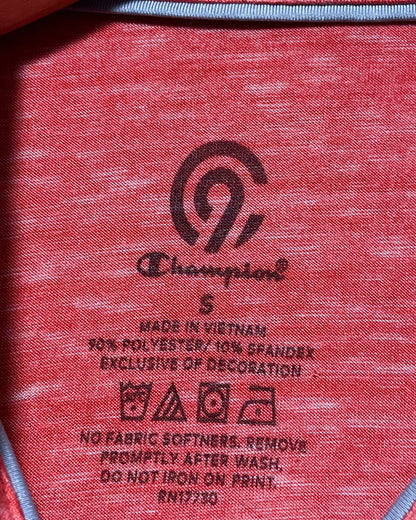 C9
Champion®
S
MADE IN VIETNAM
90% POLYESTER/ 10% SPANDEX
EXCLUSIVE OF DECORATION
NO FABRIC SOFTNERS. REMOVE
PROMPTLY AFTER WASH.
DO NOT IRON ON PRINT.
RN17730